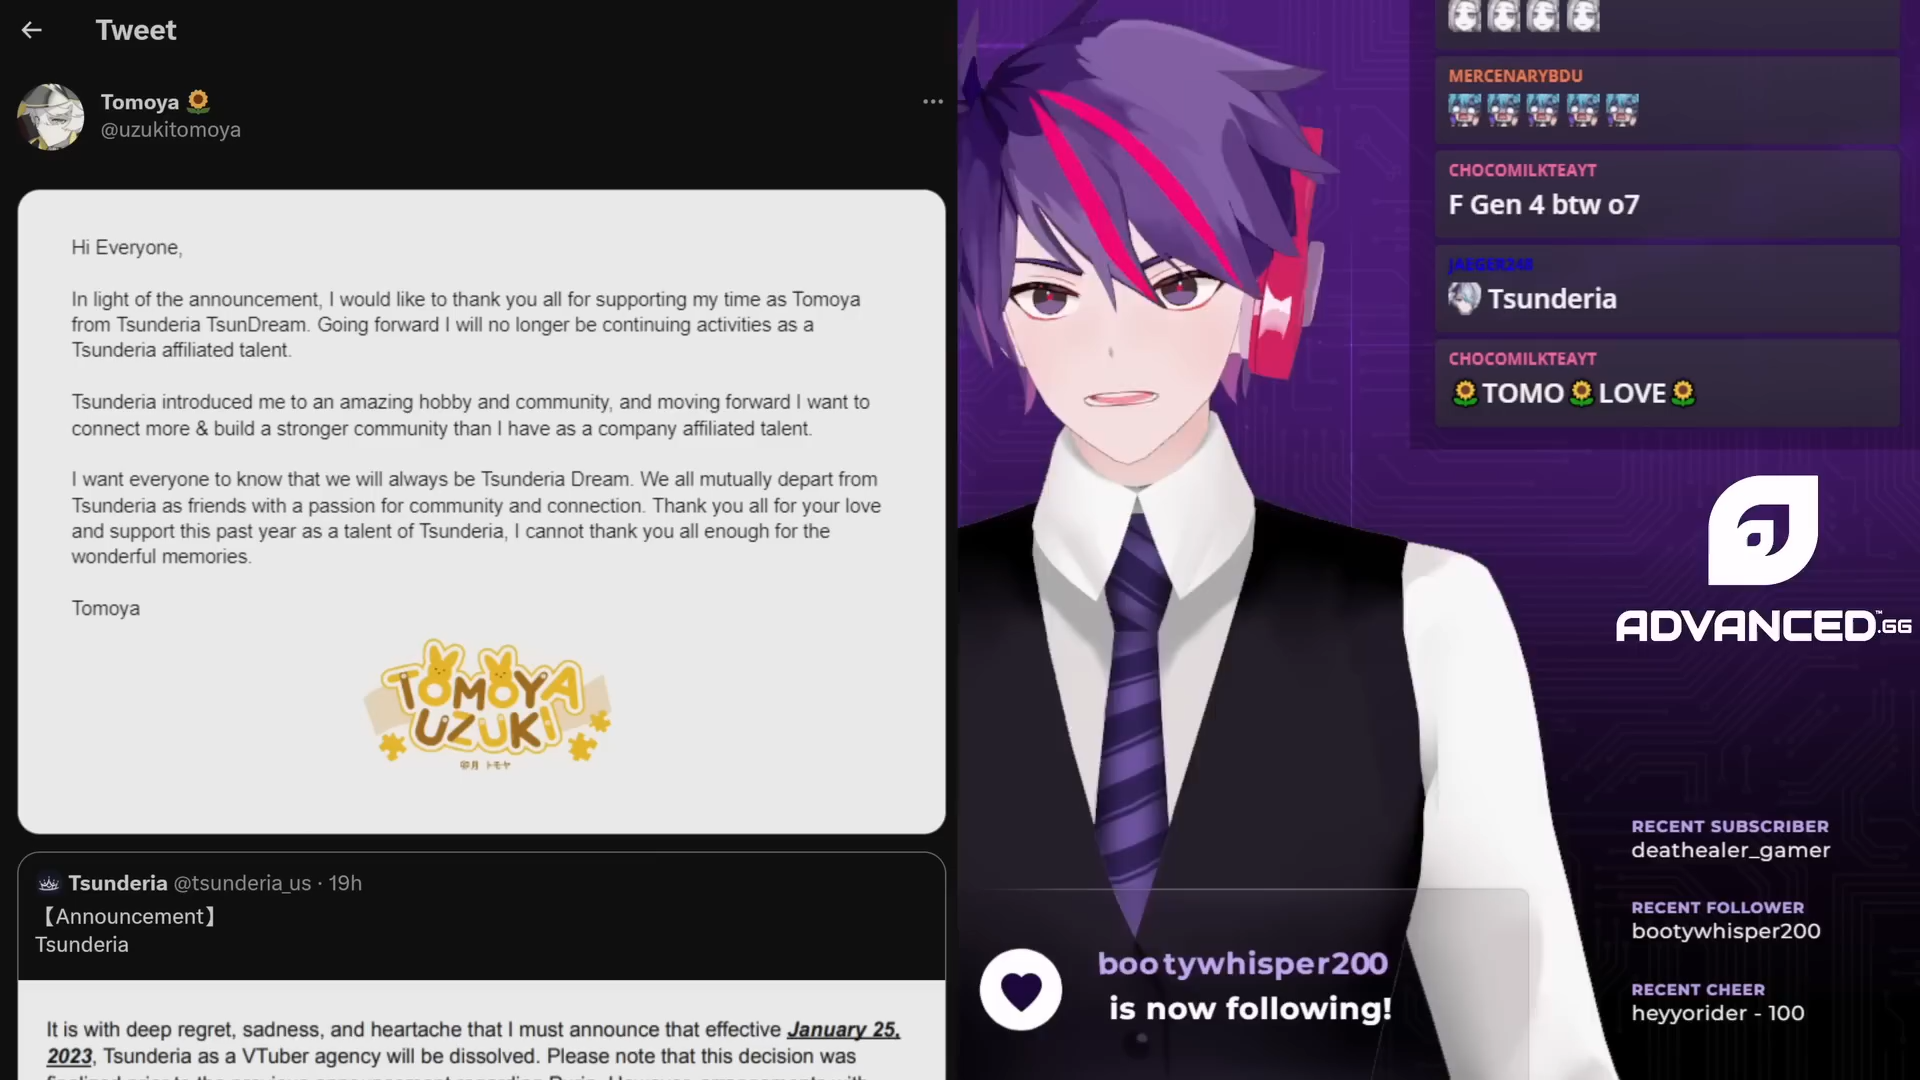 Tweet
Tomoya 🌻
@uzukitomoya
Hi Everyone,
In light of the announcement, I would like to thank you all for supporting my time as Tomoya
from Tsunderia TsunDream. Going forward I will no longer be continuing activities as a
Tsunderia affiliated talent.
Tsunderia introduced me to an amazing hobby and community, and moving forward I want to
connect more & build a stronger community than I have as a company affiliated talent.
I want everyone to know that we will always be Tsunderia Dream. We all mutually depart from
Tsunderia as friends with a passion for community and connection. Thank you all for your love
and support this past year as a talent of Tsunderia, I cannot thank you all enough for the
wonderful memories.
Tomoya
TOMOYA
UZUKI
卯月 トモヤ
Tsunderia @tsunderia_us · 19h
【Announcement】
Tsunderia
It is with deep regret, sadness, and heartache that I must announce that effective January 25,
2023, Tsunderia as a VTuber agency will be dissolved. Please note that this decision was
MERCENARYBDU
CHOCOMILKTEAYT
F Gen 4 btw o7
JAEGER248
Tsunderia
CHOCOMILKTEAYT
🌻TOMO🌻LOVE🌻
ADVANCED™.GG
RECENT SUBSCRIBER
deathealer_gamer
RECENT FOLLOWER
bootywhisper200
RECENT CHEER
heyyorider - 100
bootywhisper200
is now following!